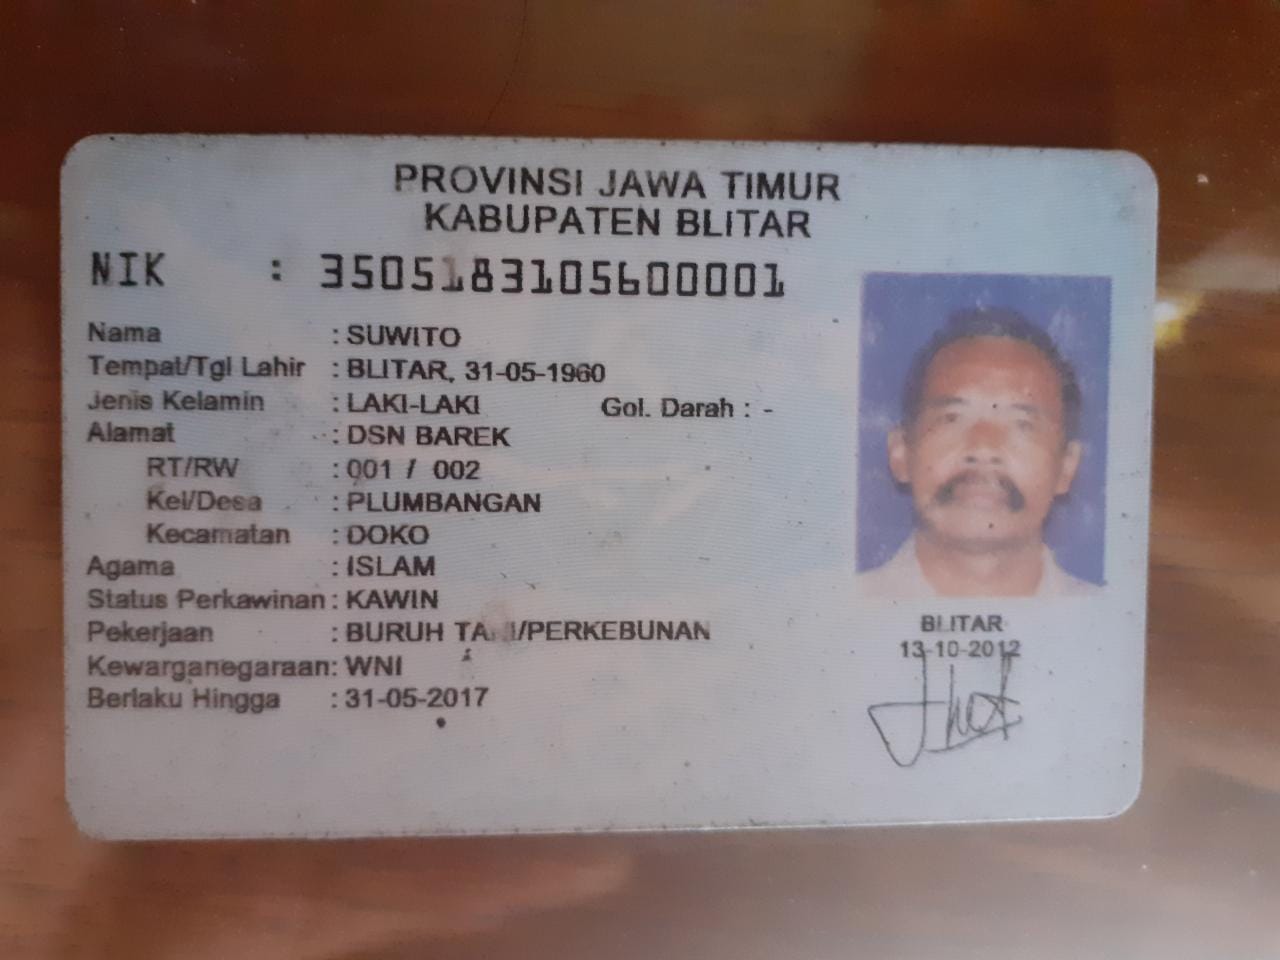 PROVINSI JAWA TIMUR
KABUPATEN BLITAR
NIK : 3505183105600001
Nama : SUWITO
Tempat/Tgl Lahir : BLITAR, 31-05-1960
Jenis Kelamin : LAKI-LAKI Gol. Darah : -
Alamat : DSN BAREK
RT/RW : 001 / 002
Kel/Desa : PLUMBANGAN
Kecamatan : DOKO
Agama : ISLAM
Status Perkawinan : KAWIN
Pekerjaan : BURUH TANI/PERKEBUNAN
Kewarganegaraan: WNI
Berlaku Hingga : 31-05-2017
BLITAR
13-10-2012